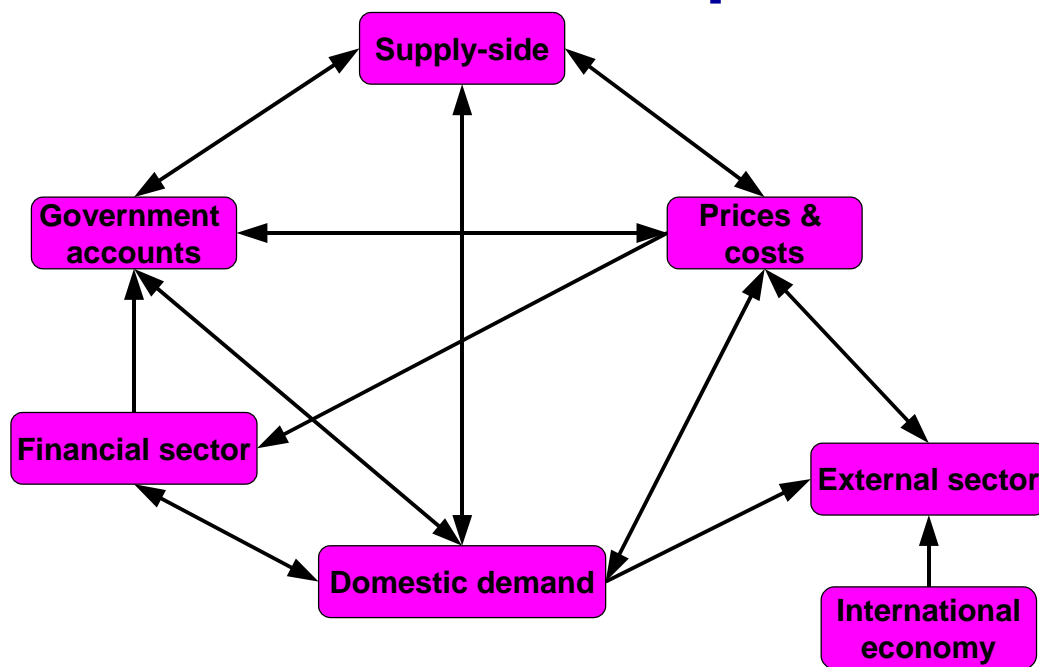 Supply-side
Government
accounts
Prices &
costs
Financial sector
External sector
Domestic demand
International
economy